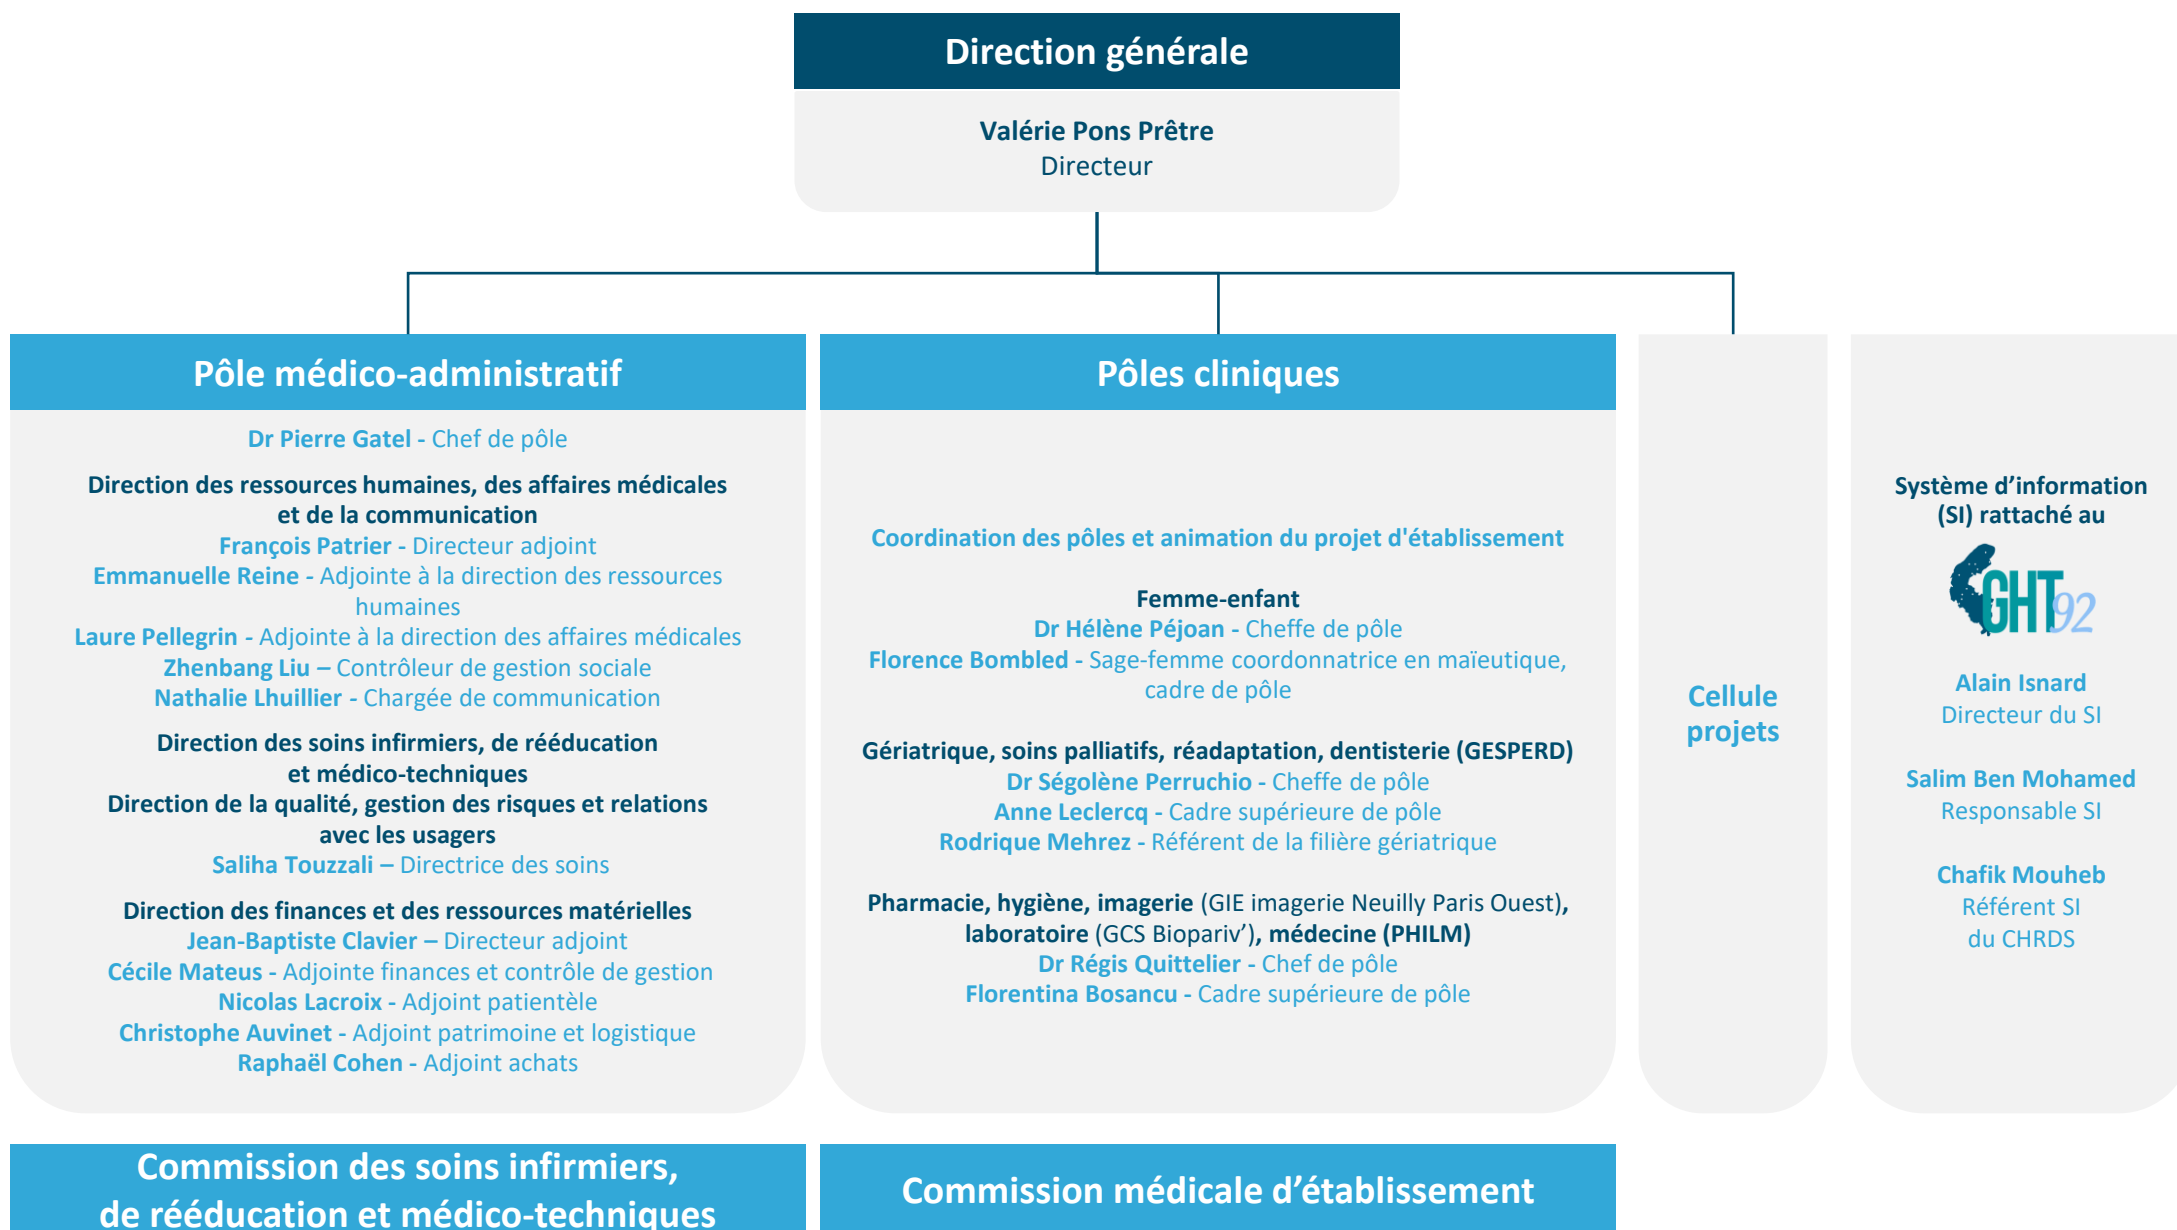 Direction générale
Valérie Pons Prêtre
Directeur
Pôle médico-administratif
Dr Pierre Gatel - Chef de pôle
Direction des ressources humaines, des affaires médicales
et de la communication
François Patrier - Directeur adjoint
Emmanuelle Reine - Adjointe à la direction des ressources
humaines
Laure Pellegrin - Adjointe à la direction des affaires médicales
Zhenbang Liu – Contrôleur de gestion sociale
Nathalie Lhuillier - Chargée de communication
Direction des soins infirmiers, de rééducation
et médico-techniques
Direction de la qualité, gestion des risques et relations
avec les usagers
Saliha Touzzali – Directrice des soins
Direction des finances et des ressources matérielles
Jean-Baptiste Clavier – Directeur adjoint
Cécile Mateus - Adjointe finances et contrôle de gestion
Nicolas Lacroix - Adjoint patientèle
Christophe Auvinet - Adjoint patrimoine et logistique
Raphaël Cohen - Adjoint achats
Pôles cliniques
Coordination des pôles et animation du projet d'établissement
Femme-enfant
Dr Hélène Péjoan - Cheffe de pôle
Florence Bombled - Sage-femme coordonnatrice en maïeutique,
cadre de pôle
Gériatrique, soins palliatifs, réadaptation, dentisterie (GESPERD)
Dr Ségolène Perruchio - Cheffe de pôle
Anne Leclercq - Cadre supérieure de pôle
Rodrique Mehrez - Référent de la filière gériatrique
Pharmacie, hygiène, imagerie (GIE imagerie Neuilly Paris Ouest),
laboratoire (GCS Biopariv’), médecine (PHILM)
Dr Régis Quittelier - Chef de pôle
Florentina Bosancu - Cadre supérieure de pôle
Cellule
projets
Système d’information
(SI) rattaché au
GHT92
Alain Isnard
Directeur du SI
Salim Ben Mohamed
Responsable SI
Chafik Mouheb
Référent SI
du CHRDS
Commission des soins infirmiers,
de rééducation et médico-techniques
Commission médicale d’établissement